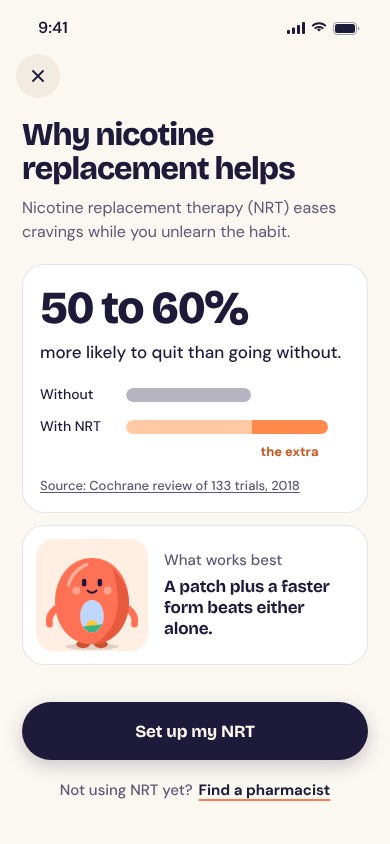 9:41
Why nicotine
replacement helps
Nicotine replacement therapy (NRT) eases
cravings while you unlearn the habit.
50 to 60%
more likely to quit than going without.
Without
With NRT
the extra
Source: Cochrane review of 133 trials, 2018
What works best
A patch plus a faster
form beats either
alone.
Set up my NRT
Not using NRT yet? Find a pharmacist